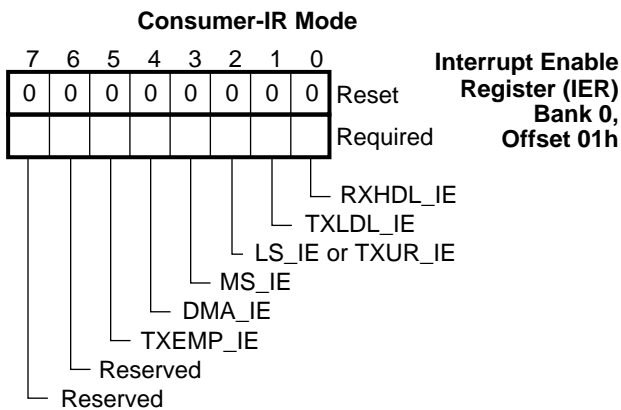 Consumer-IR Mode
7 6 5 4 3 2 1 0
Interrupt Enable
Register (IER)
Bank 0,
Offset 01h
0 0 0 0 0 0 0 0 Reset
Required
RXHDL_IE
TXLDL_IE
LS_IE or TXUR_IE
MS_IE
DMA_IE
TXEMP_IE
Reserved
Reserved